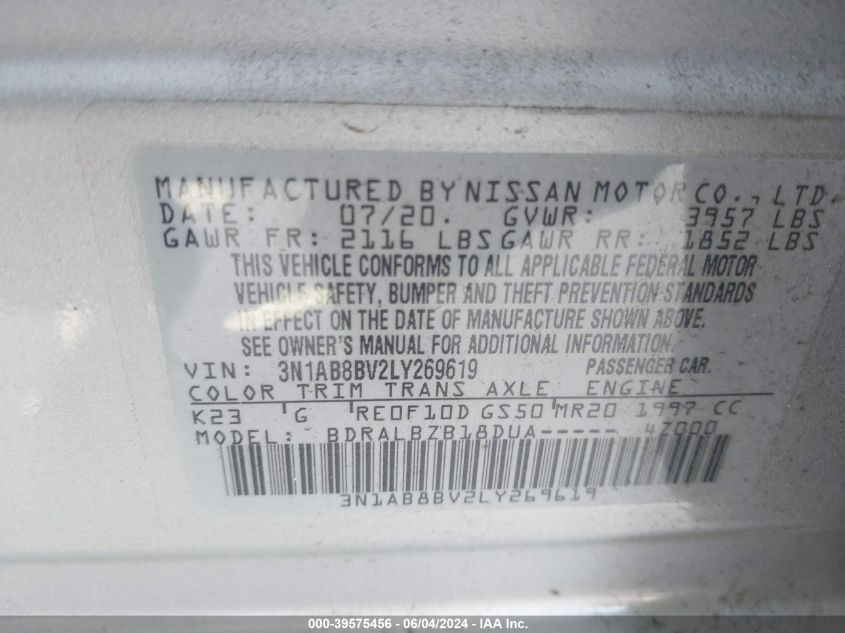 MANUFACTURED BY NISSAN MOTOR CO., LTD.
DATE: 07/20. GVWR: 3957 LBS
GAWR FR: 2116 LBS GAWR RR: 1852 LBS
THIS VEHICLE CONFORMS TO ALL APPLICABLE FEDERAL MOTOR
VEHICLE SAFETY, BUMPER AND THEFT PREVENTION STANDARDS
IN EFFECT ON THE DATE OF MANUFACTURE SHOWN ABOVE.
SEE OWNER'S MANUAL FOR ADDITIONAL INFORMATION.
VIN: 3N1AB8BV2LY269619 PASSENGER CAR.
COLOR TRIM TRANS AXLE ENGINE
K23 G RE0F10D GS50 MR20 1997 CC
MODEL: BDRALBZB18DUA----- 4Z000
3N1AB8BV2LY269619
000-39575456 - 06/04/2024 - IAA Inc.